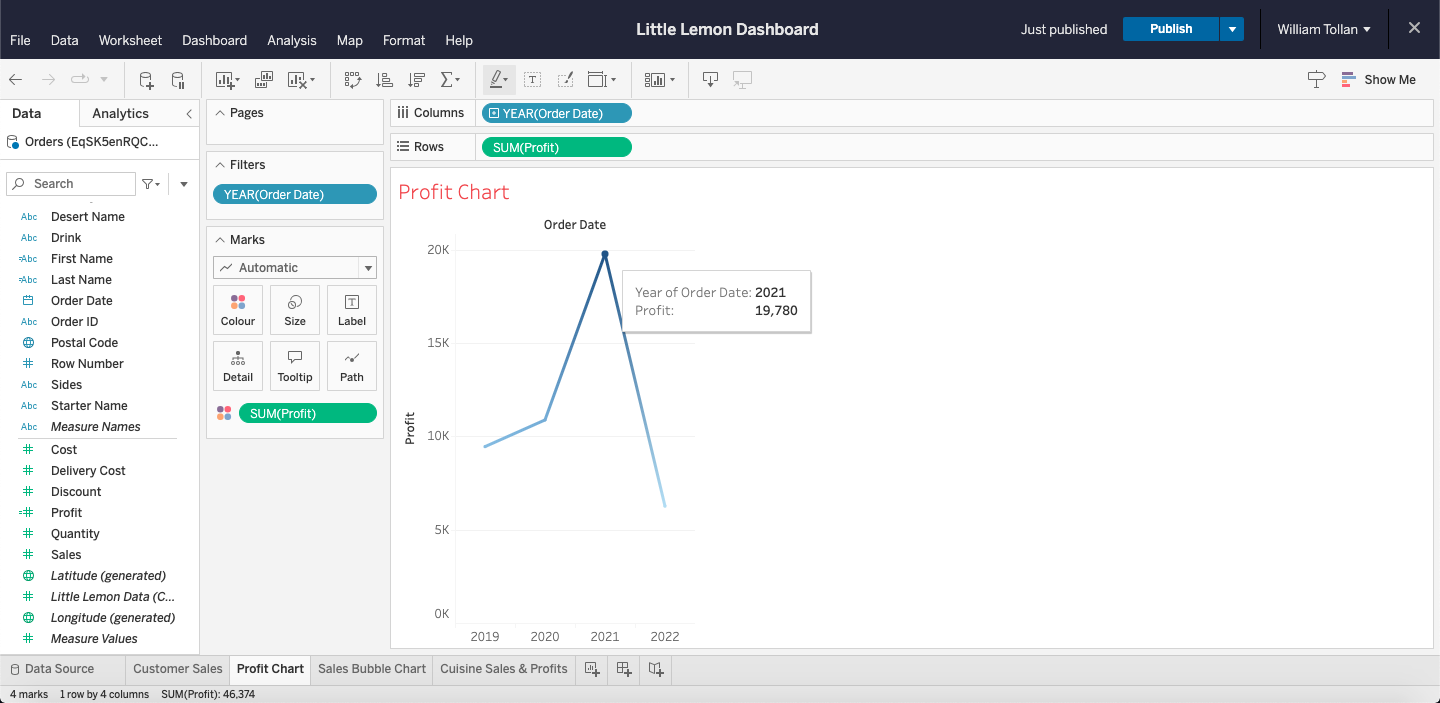 Little Lemon Dashboard
Just published
Publish
William Tollan
File Data Worksheet Dashboard Analysis Map Format Help
Show Me
Data
Analytics
Orders (EqSK5enRQC...
Search
Abc Desert Name
Abc Drink
Abc First Name
Abc Last Name
Order Date
Abc Order ID
Postal Code
Row Number
Abc Sides
Abc Starter Name
Abc Measure Names
Cost
Delivery Cost
Discount
Profit
Quantity
Sales
Latitude (generated)
Little Lemon Data (C...
Longitude (generated)
Measure Values
Pages
Filters
YEAR(Order Date)
Marks
Automatic
Colour Size Label
Detail Tooltip Path
SUM(Profit)
Columns YEAR(Order Date)
Rows SUM(Profit)
Profit Chart
Order Date
20K
15K
10K
5K
0K
Profit
Year of Order Date: 2021
Profit: 19,780
2019 2020 2021 2022
Data Source Customer Sales Profit Chart Sales Bubble Chart Cuisine Sales & Profits
4 marks 1 row by 4 columns SUM(Profit): 46,374